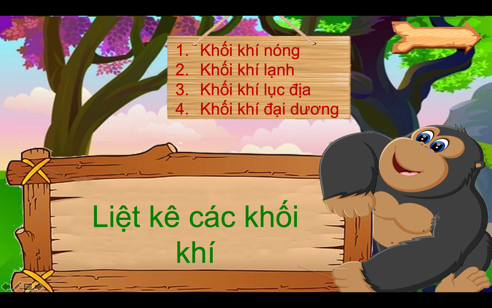 1. Khối khí nóng
2. Khối khí lạnh
3. Khối khí lục địa
4. Khối khí đại dương
Liệt kê các khối
khí